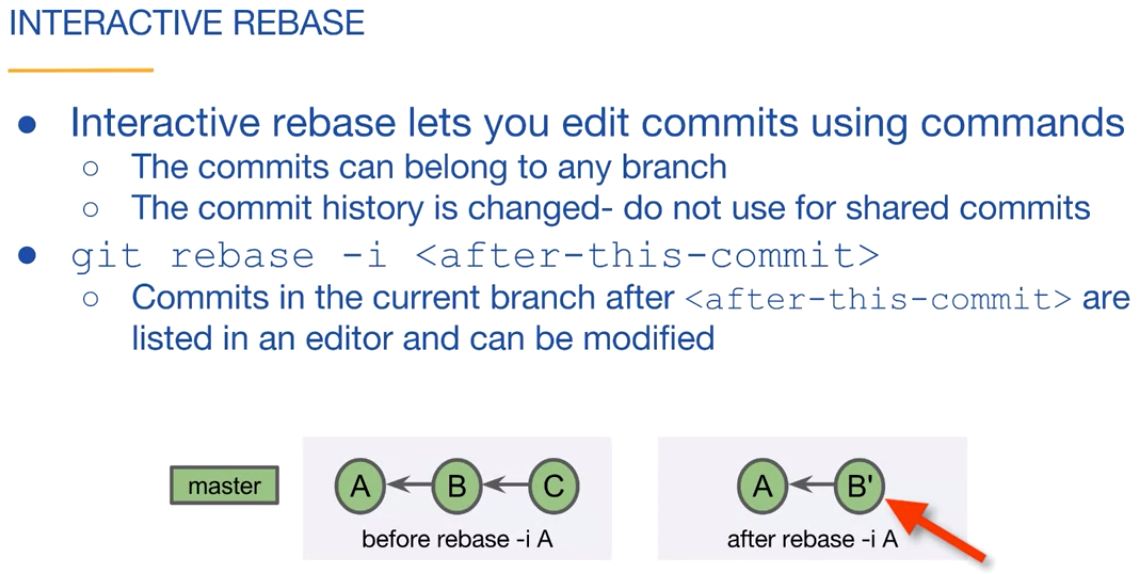 INTERACTIVE REBASE
● Interactive rebase lets you edit commits using commands
○ The commits can belong to any branch
○ The commit history is changed- do not use for shared commits
● git rebase -i <after-this-commit>
○ Commits in the current branch after <after-this-commit> are
listed in an editor and can be modified
master
A B C
before rebase -i A
A B'
after rebase -i A